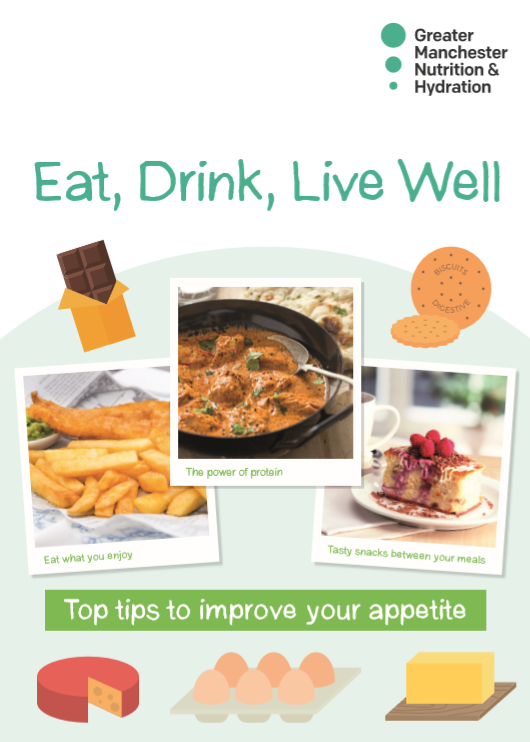 Greater
Manchester
Nutrition &
Hydration
Eat, Drink, Live Well
BISCUITS
DIGESTIVE
The power of protein
Eat what you enjoy
Tasty snacks between your meals
Top tips to improve your appetite